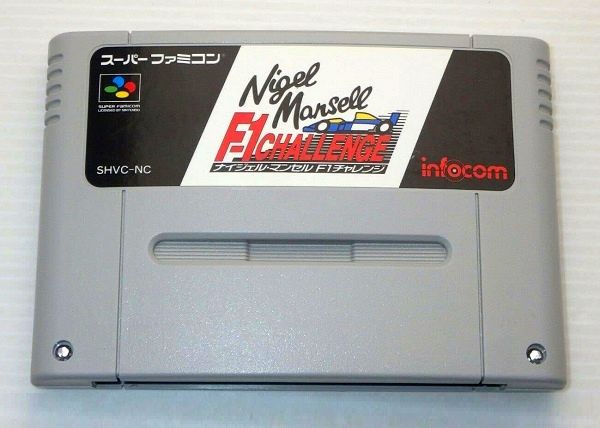 スーパーファミコン
SUPER FAMICOM
LICENSED BY NINTENDO
SHVC-NC
Nigel
Mansell
F-1 CHALLENGE
ナイジェル・マンセル F1チャレンジ
infocom